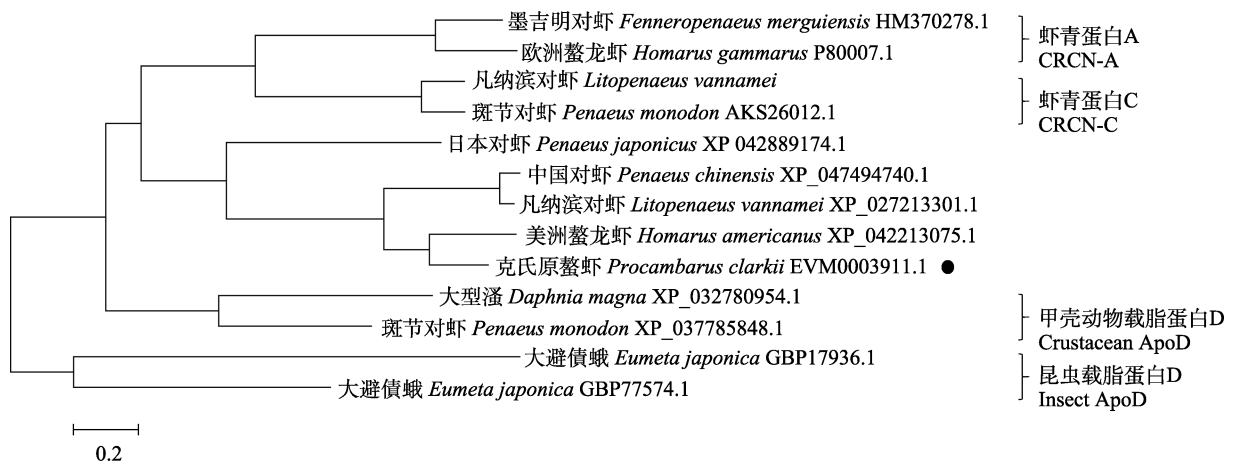 墨吉明对虾 Fenneropenaeus merguiensis HM370278.1
欧洲螯龙虾 Homarus gammarus P80007.1
虾青蛋白A
CRCN-A
凡纳滨对虾 Litopenaeus vannamei
斑节对虾 Penaeus monodon AKS26012.1
虾青蛋白C
CRCN-C
日本对虾 Penaeus japonicus XP 042889174.1
中国对虾 Penaeus chinensis XP_047494740.1
凡纳滨对虾 Litopenaeus vannamei XP_027213301.1
美洲螯龙虾 Homarus americanus XP_042213075.1
克氏原螯虾 Procambarus clarkii EVM0003911.1
大型溞 Daphnia magna XP_032780954.1
斑节对虾 Penaeus monodon XP_037785848.1
甲壳动物载脂蛋白D
Crustacean ApoD
大避债蛾 Eumeta japonica GBP17936.1
大避债蛾 Eumeta japonica GBP77574.1
昆虫载脂蛋白D
Insect ApoD
0.2